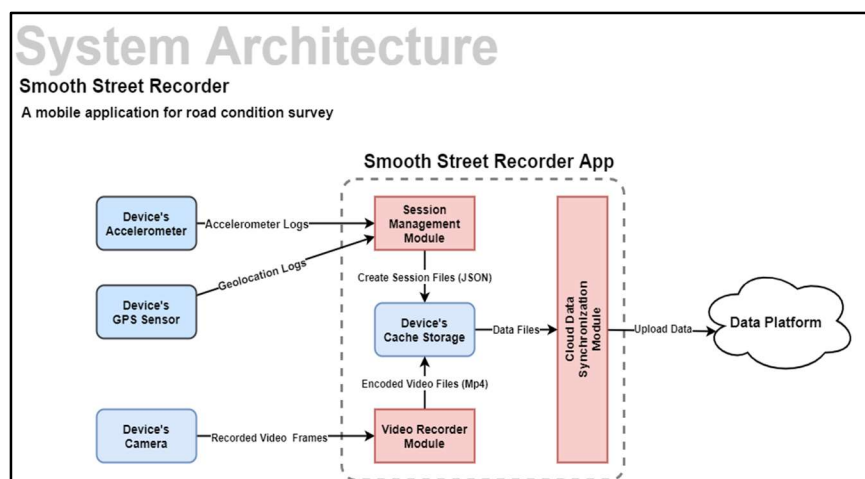 System Architecture
Smooth Street Recorder
A mobile application for road condition survey
Smooth Street Recorder App
Device's
Accelerometer
Accelerometer Logs
Session
Management
Module
Geolocation Logs
Device's
GPS Sensor
Create Session Files (JSON)
Device's
Cache Storage
Data Files
Cloud Data
Synchronization
Module
Upload Data
Data Platform
Encoded Video Files (Mp4)
Device's
Camera
Recorded Video Frames
Video Recorder
Module